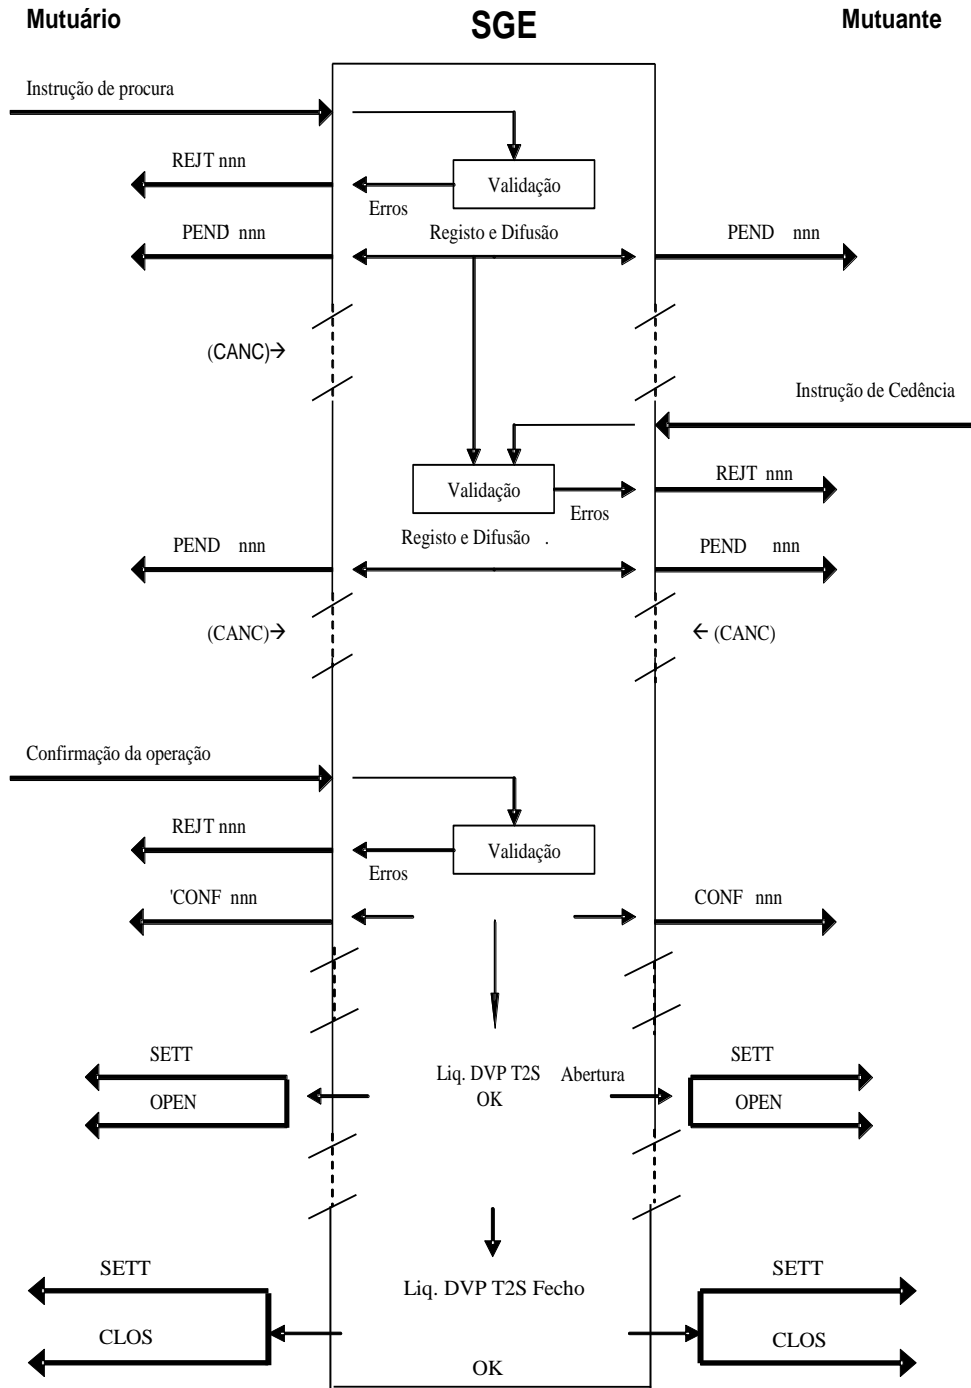 Mutuário
SGE
Mutuante
Instrução de procura
REJT nnn
Validação
Erros
PEND' nnn
Registo e Difusão
PEND nnn
(CANC)→
Instrução de Cedência
Validação
REJT nnn
Erros
PEND nnn
Registo e Difusão .
PEND nnn
(CANC)→
← (CANC)
Confirmação da operação
REJT nnn
Validação
Erros
'CONF nnn
CONF nnn
SETT
Liq. DVP T2S Abertura
SETT
OPEN
OK
OPEN
SETT
Liq. DVP T2S Fecho
SETT
CLOS
CLOS
OK